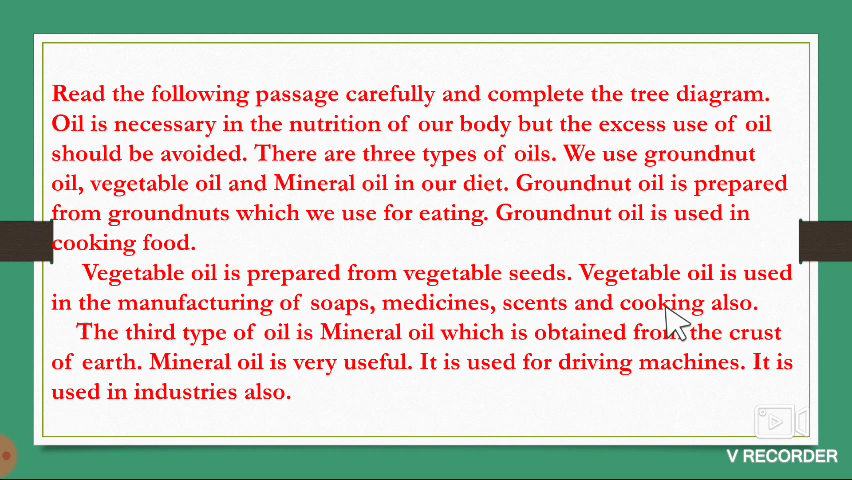 Read the following passage carefully and complete the tree diagram.
Oil is necessary in the nutrition of our body but the excess use of oil
should be avoided. There are three types of oils. We use groundnut
oil, vegetable oil and Mineral oil in our diet. Groundnut oil is prepared
from groundnuts which we use for eating. Groundnut oil is used in
cooking food.
Vegetable oil is prepared from vegetable seeds. Vegetable oil is used
in the manufacturing of soaps, medicines, scents and cooking also.
The third type of oil is Mineral oil which is obtained from the crust
of earth. Mineral oil is very useful. It is used for driving machines. It is
used in industries also.
V RECORDER